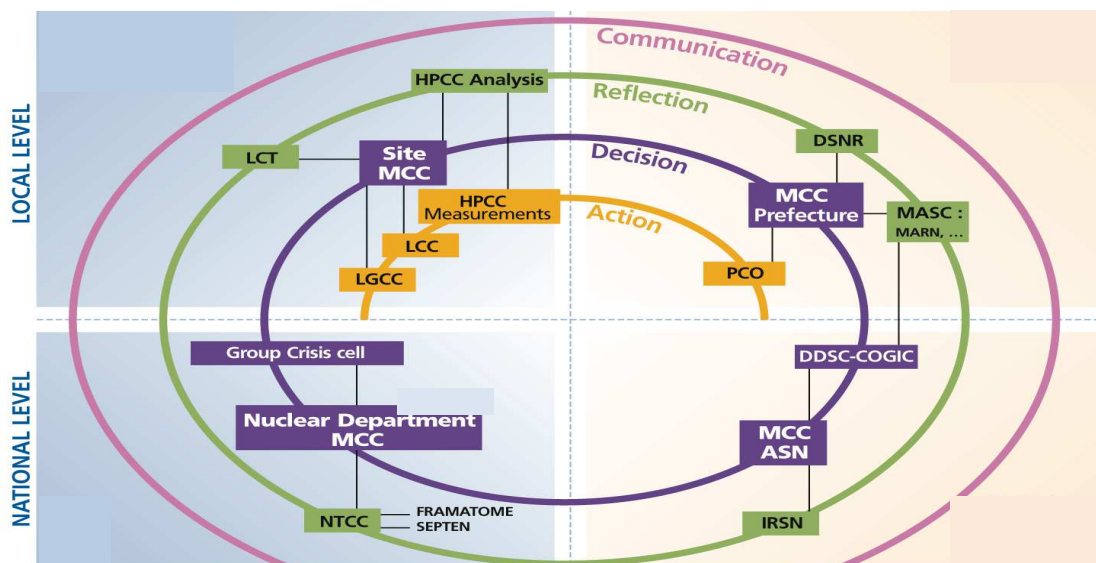 LOCAL LEVEL
Communication
HPCC Analysis
Reflection
DSNR
LCT
Site
MCC
Decision
MCC
Prefecture
HPCC
Measurements
Action
MASC :
MARN, ...
LCC
LGCC
PCO
NATIONAL LEVEL
Group Crisis cell
DDSC-COGIC
Nuclear Department
MCC
MCC
ASN
NTCC
FRAMATOME
SEPTEN
IRSN